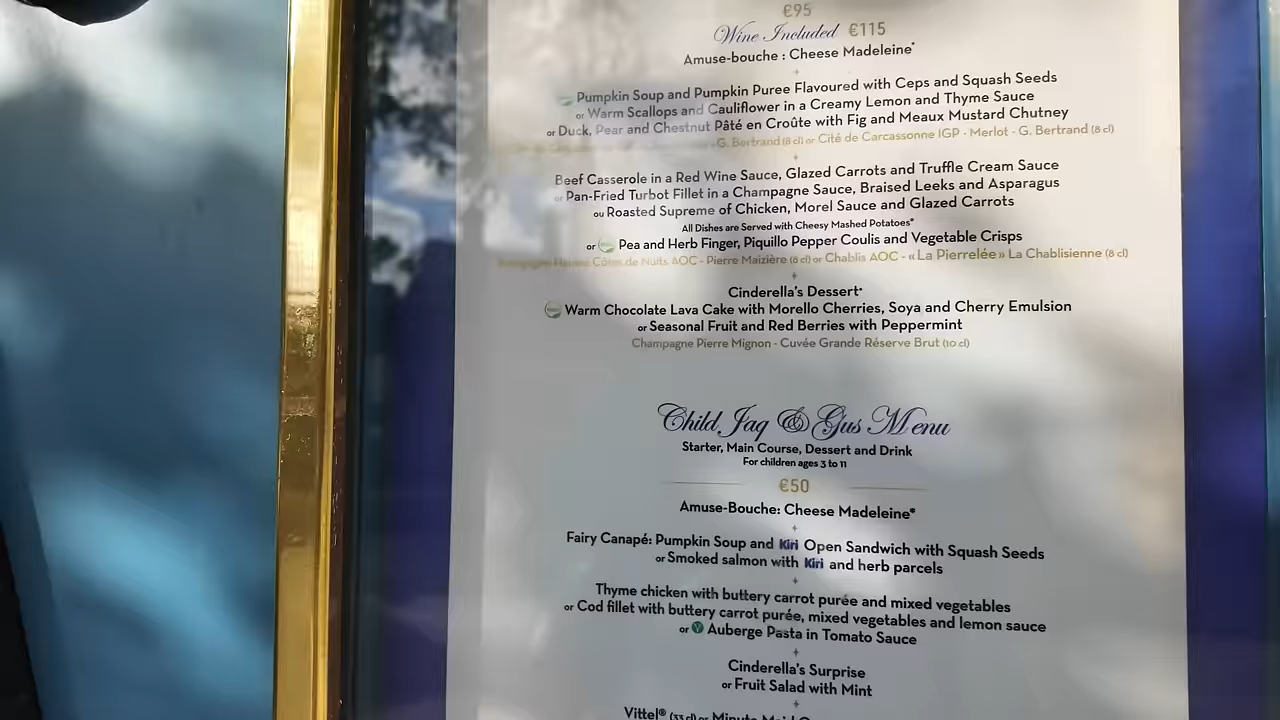 €95
Wine Included €115
Amuse-bouche : Cheese Madeleine*
Pumpkin Soup and Pumpkin Puree Flavoured with Ceps and Squash Seeds
or Warm Scallops and Cauliflower in a Creamy Lemon and Thyme Sauce
or Duck, Pear and Chestnut Pâté en Croûte with Fig and Meaux Mustard Chutney
- G. Bertrand (8 cl) or Cité de Carcassonne IGP - Merlot - G. Bertrand (8 cl)
Beef Casserole in a Red Wine Sauce, Glazed Carrots and Truffle Cream Sauce
or Pan-Fried Turbot Fillet in a Champagne Sauce, Braised Leeks and Asparagus
ou Roasted Supreme of Chicken, Morel Sauce and Glazed Carrots
All Dishes are Served with Cheesy Mashed Potatoes*
or Pea and Herb Finger, Piquillo Pepper Coulis and Vegetable Crisps
Côtes de Nuits AOC - Pierre Maizière (8 cl) or Chablis AOC - «La Pierrelée» La Chablisienne (8 cl)
Cinderella's Dessert*
Warm Chocolate Lava Cake with Morello Cherries, Soya and Cherry Emulsion
or Seasonal Fruit and Red Berries with Peppermint
Champagne Pierre Mignon - Cuvée Grande Réserve Brut (10 cl)
Child Jaq & Gus Menu
Starter, Main Course, Dessert and Drink
For children ages 3 to 11
€50
Amuse-Bouche: Cheese Madeleine*
Fairy Canapé: Pumpkin Soup and Kiri Open Sandwich with Squash Seeds
or Smoked salmon with Kiri and herb parcels
Thyme chicken with buttery carrot purée and mixed vegetables
or Cod fillet with buttery carrot purée, mixed vegetables and lemon sauce
or V Auberge Pasta in Tomato Sauce
Cinderella's Surprise
or Fruit Salad with Mint
Vittel® (33 cl) or Minute Maid